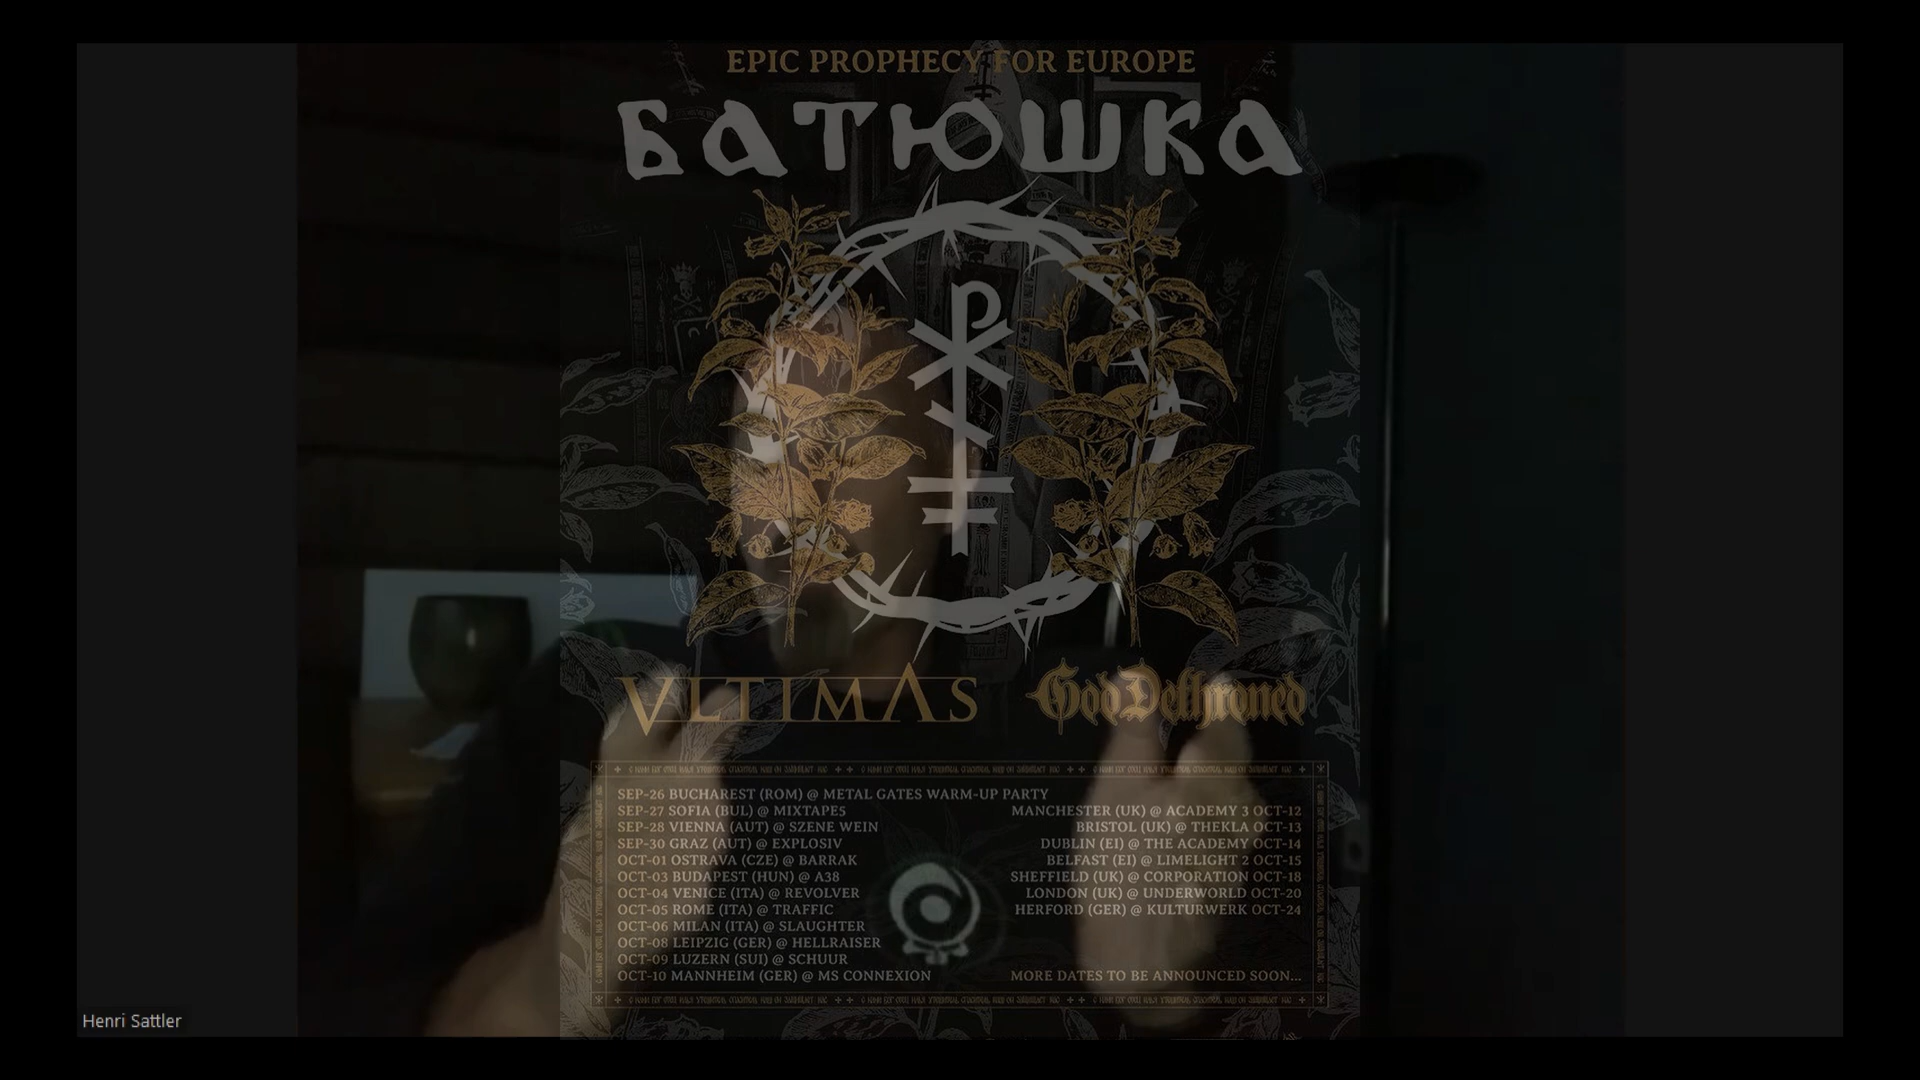 EPIC PROPHECY FOR EUROPE
БАТЮШКА
VLTIMAS
God Dethroned
SEP-26 BUCHAREST (ROM) @ METAL GATES WARM-UP PARTY
SEP-27 SOFIA (BUL) @ MIXTAPE5
SEP-28 VIENNA (AUT) @ SZENE WEIN
SEP-30 GRAZ (AUT) @ EXPLOSIV
OCT-01 OSTRAVA (CZE) @ BARRAK
OCT-03 BUDAPEST (HUN) @ A38
OCT-04 VENICE (ITA) @ REVOLVER
OCT-05 ROME (ITA) @ TRAFFIC
OCT-06 MILAN (ITA) @ SLAUGHTER
OCT-08 LEIPZIG (GER) @ HELLRAISER
OCT-09 LUZERN (SUI) @ SCHUUR
OCT-10 MANNHEIM (GER) @ MS CONNEXION
MANCHESTER (UK) @ ACADEMY 3 OCT-12
BRISTOL (UK) @ THEKLA OCT-13
DUBLIN (EI) @ THE ACADEMY OCT-14
BELFAST (EI) @ LIMELIGHT 2 OCT-15
SHEFFIELD (UK) @ CORPORATION OCT-18
LONDON (UK) @ UNDERWORLD OCT-20
HERFORD (GER) @ KULTURWERK OCT-24
MORE DATES TO BE ANNOUNCED SOON...
Henri Sattler